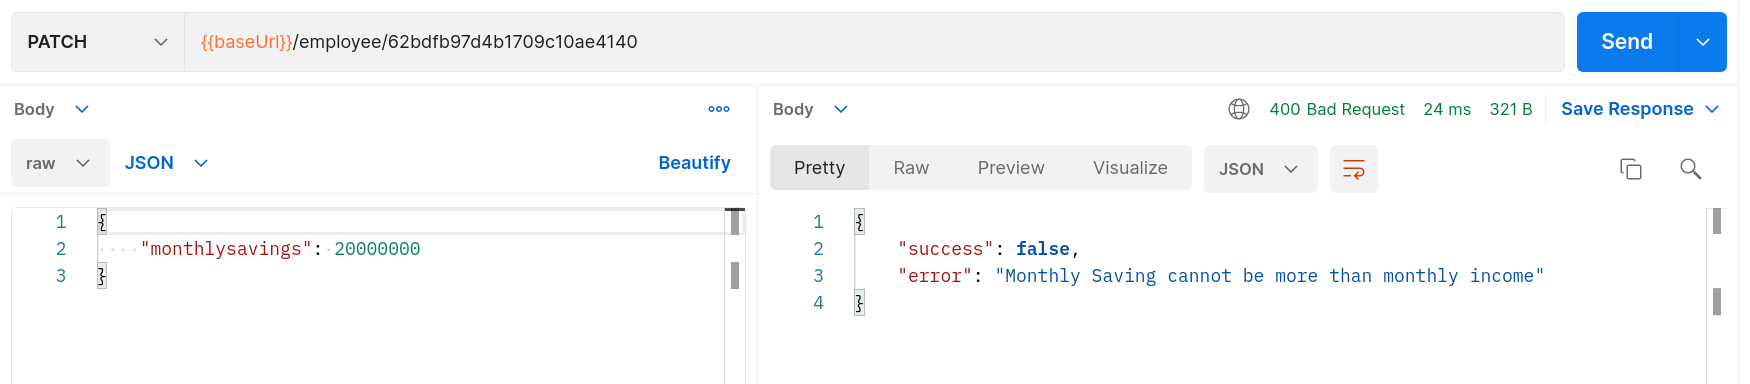 PATCH {{baseUrl}}/employee/62bdfb97d4b1709c10ae4140 Send
Body
raw JSON Beautify
1 {
2 ····"monthlysavings":·20000000
3 }
Body 400 Bad Request 24 ms 321 B Save Response
Pretty Raw Preview Visualize JSON
1 {
2 "success": false,
3 "error": "Monthly Saving cannot be more than monthly income"
4 }